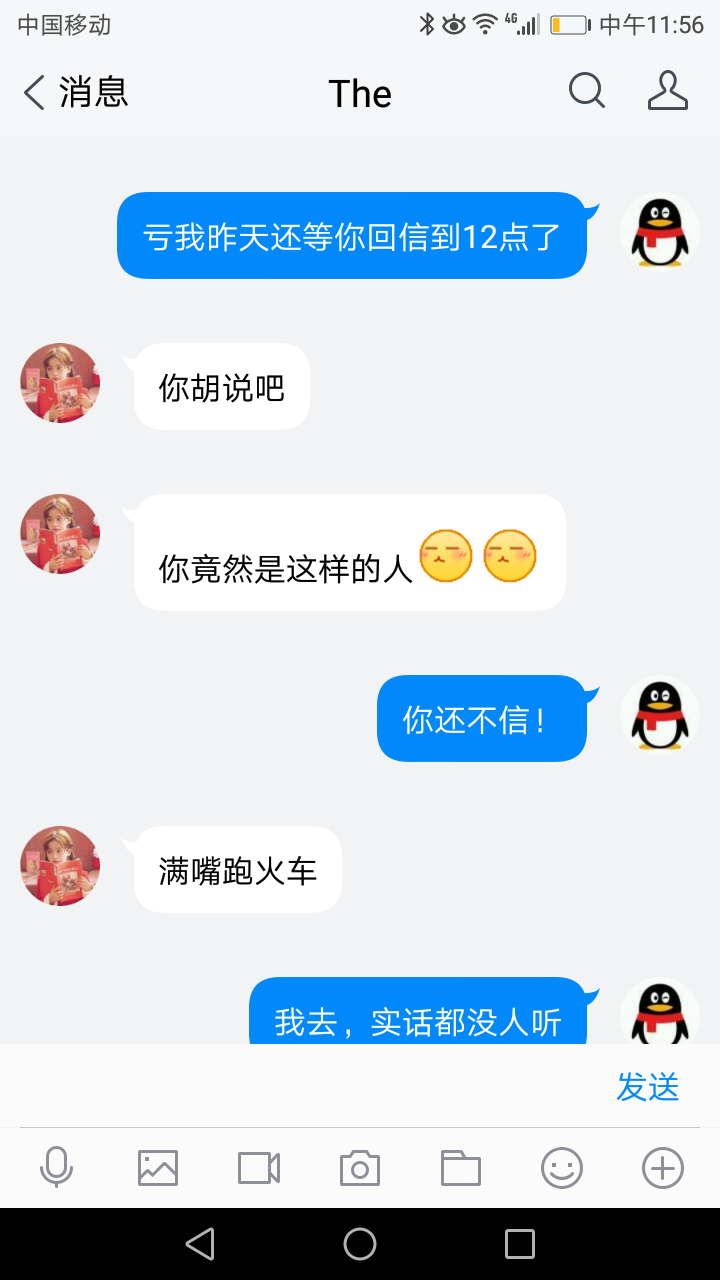 中国移动
4G 中午11:56
消息
The
亏我昨天还等你回信到12点了
你胡说吧
你竟然是这样的人
你还不信！
满嘴跑火车
我去，实话都没人听
发送